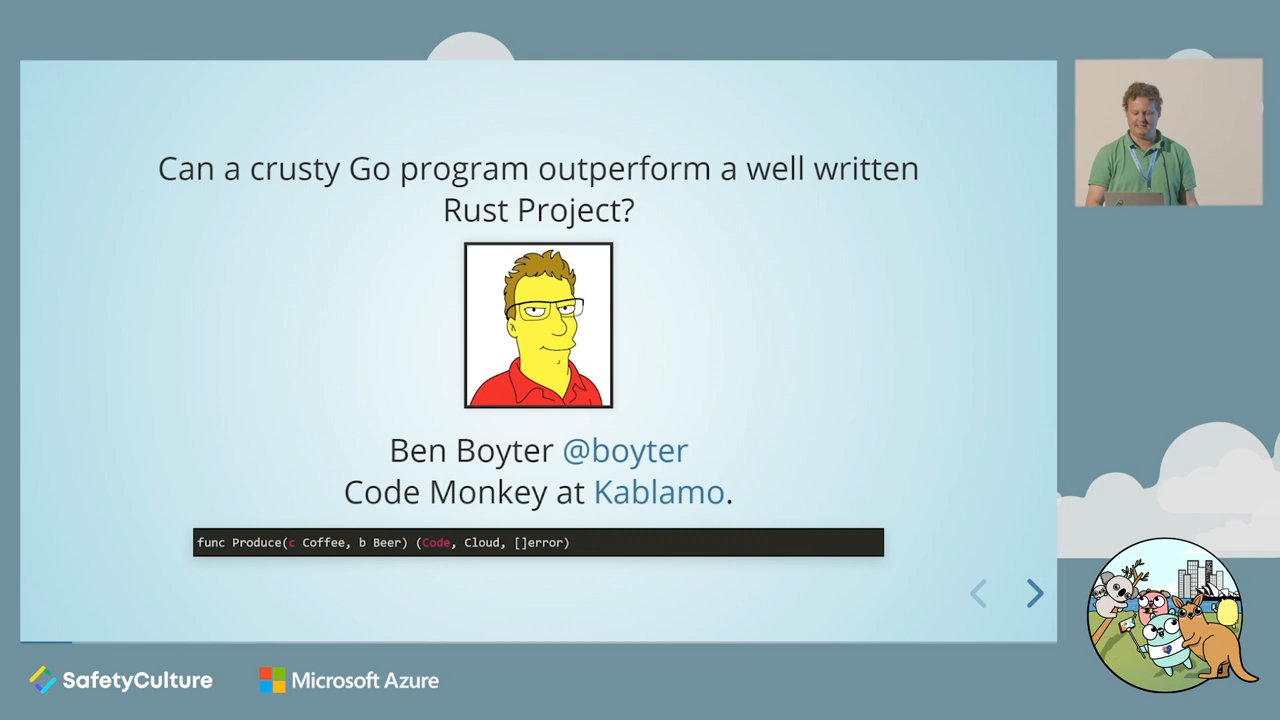 Can a crusty Go program outperform a well written
Rust Project?
Ben Boyter @boyter
Code Monkey at Kablamo.
func Produce(c Coffee, b Beer) (Code, Cloud, []error)
SafetyCulture
Microsoft Azure